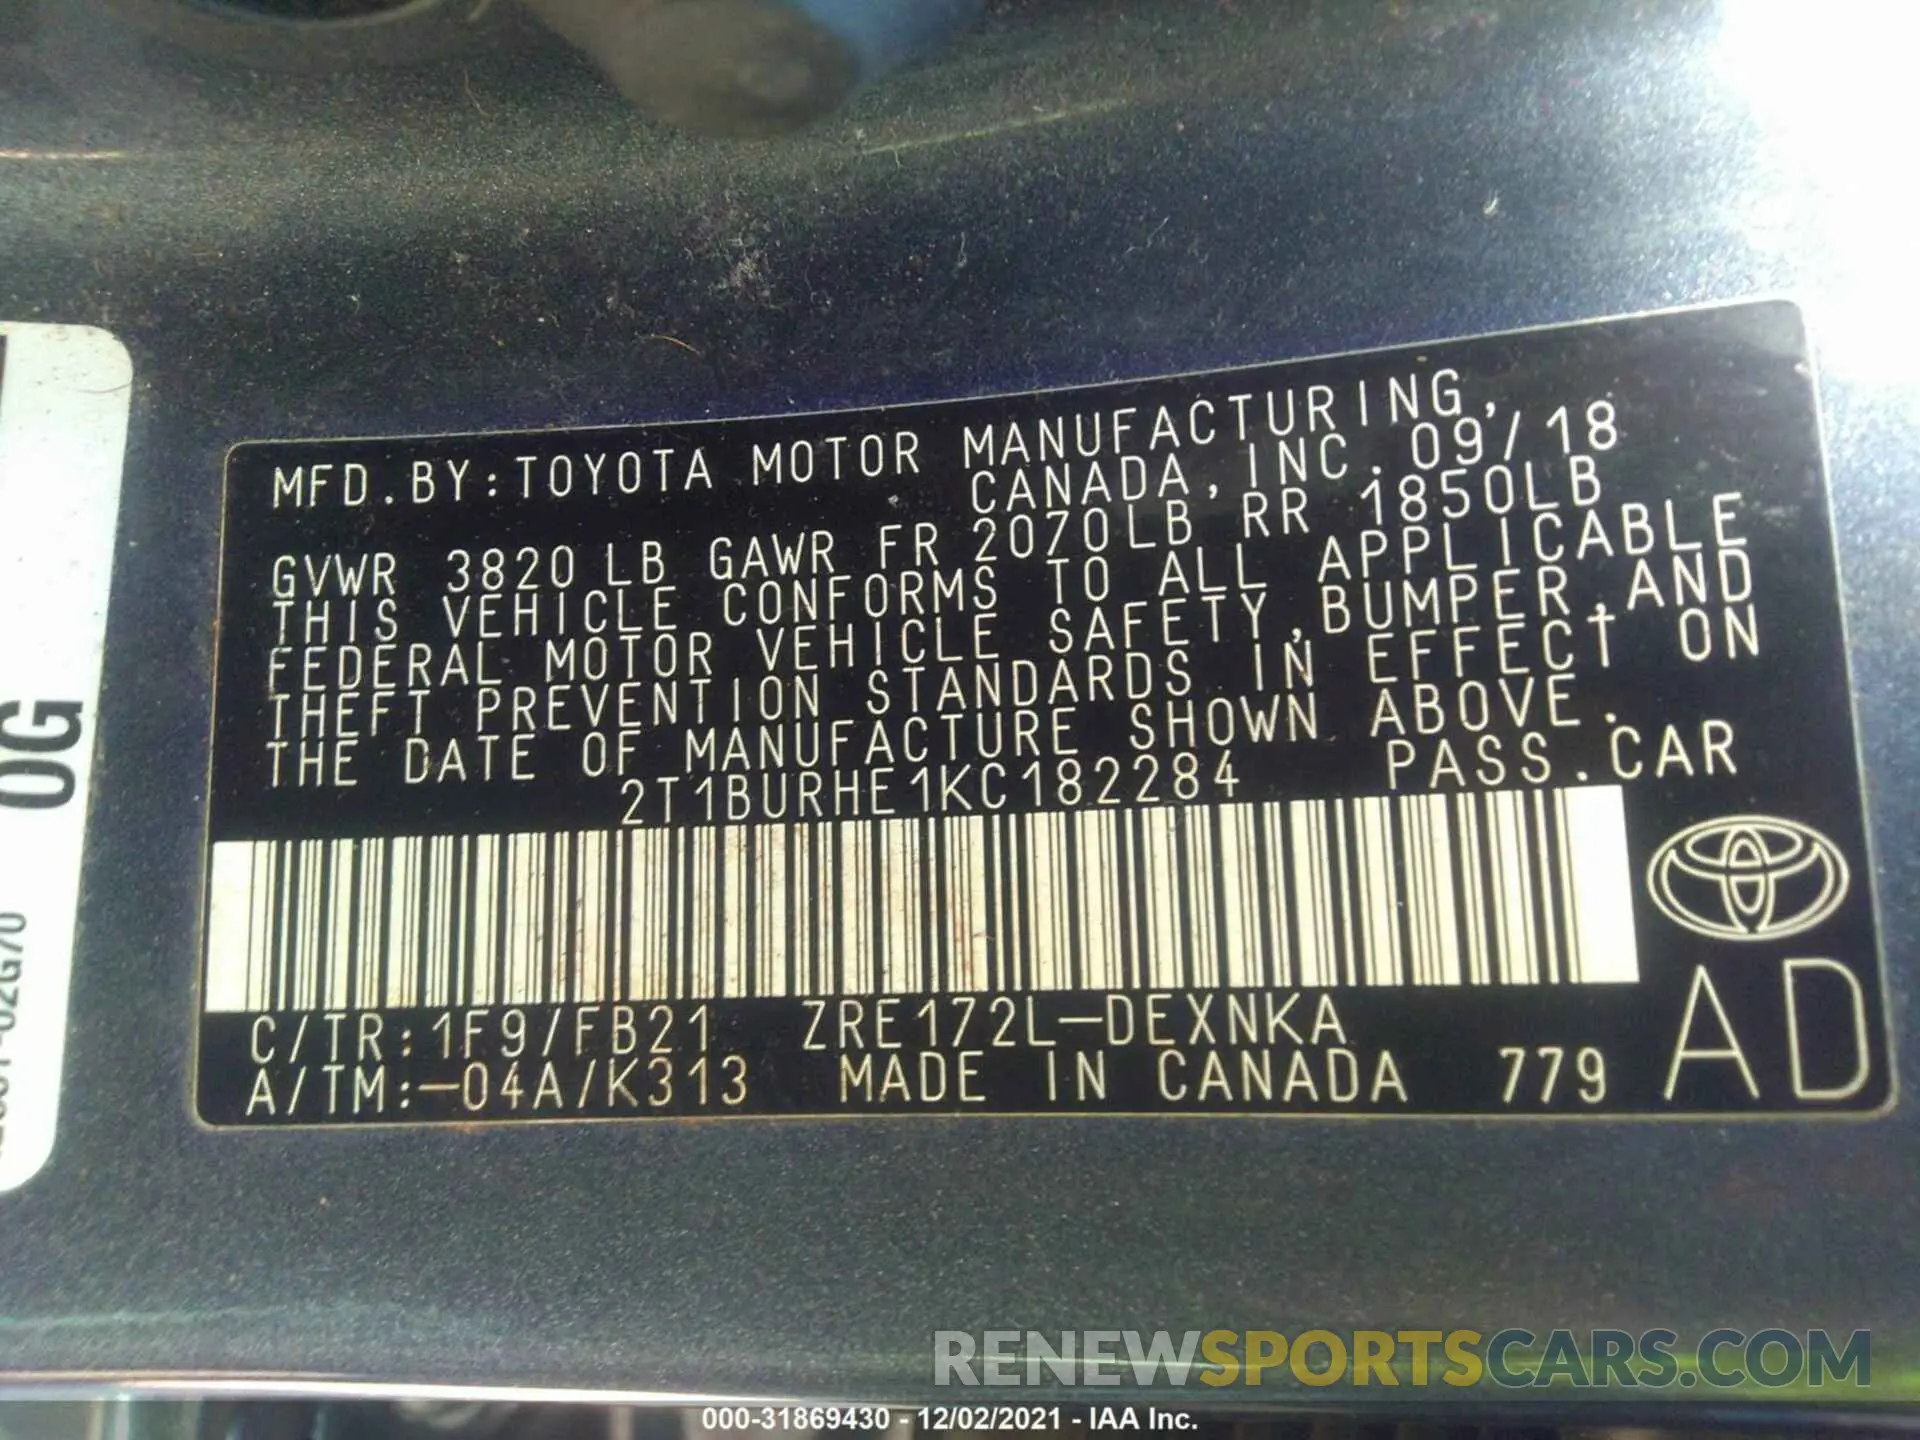 MFD.BY:TOYOTA MOTOR MANUFACTURING,
CANADA, INC. 09/18
GVWR 3820LB GAWR FR 2070LB RR 1850LB
THIS VEHICLE CONFORMS TO ALL APPLICABLE
FEDERAL MOTOR VEHICLE SAFETY,BUMPER,AND
THEFT PREVENTION STANDARDS IN EFFECT ON
THE DATE OF MANUFACTURE SHOWN ABOVE.
2T1BURHE1KC182284 PASS.CAR
C/TR:1F9/FB21 ZRE172L-DEXNKA
A/TM:-04A/K313 MADE IN CANADA 779
AD
0G
-02G70
RENEWSPORTSCARS.COM
000-31869430 - 12/02/2021 - IAA Inc.